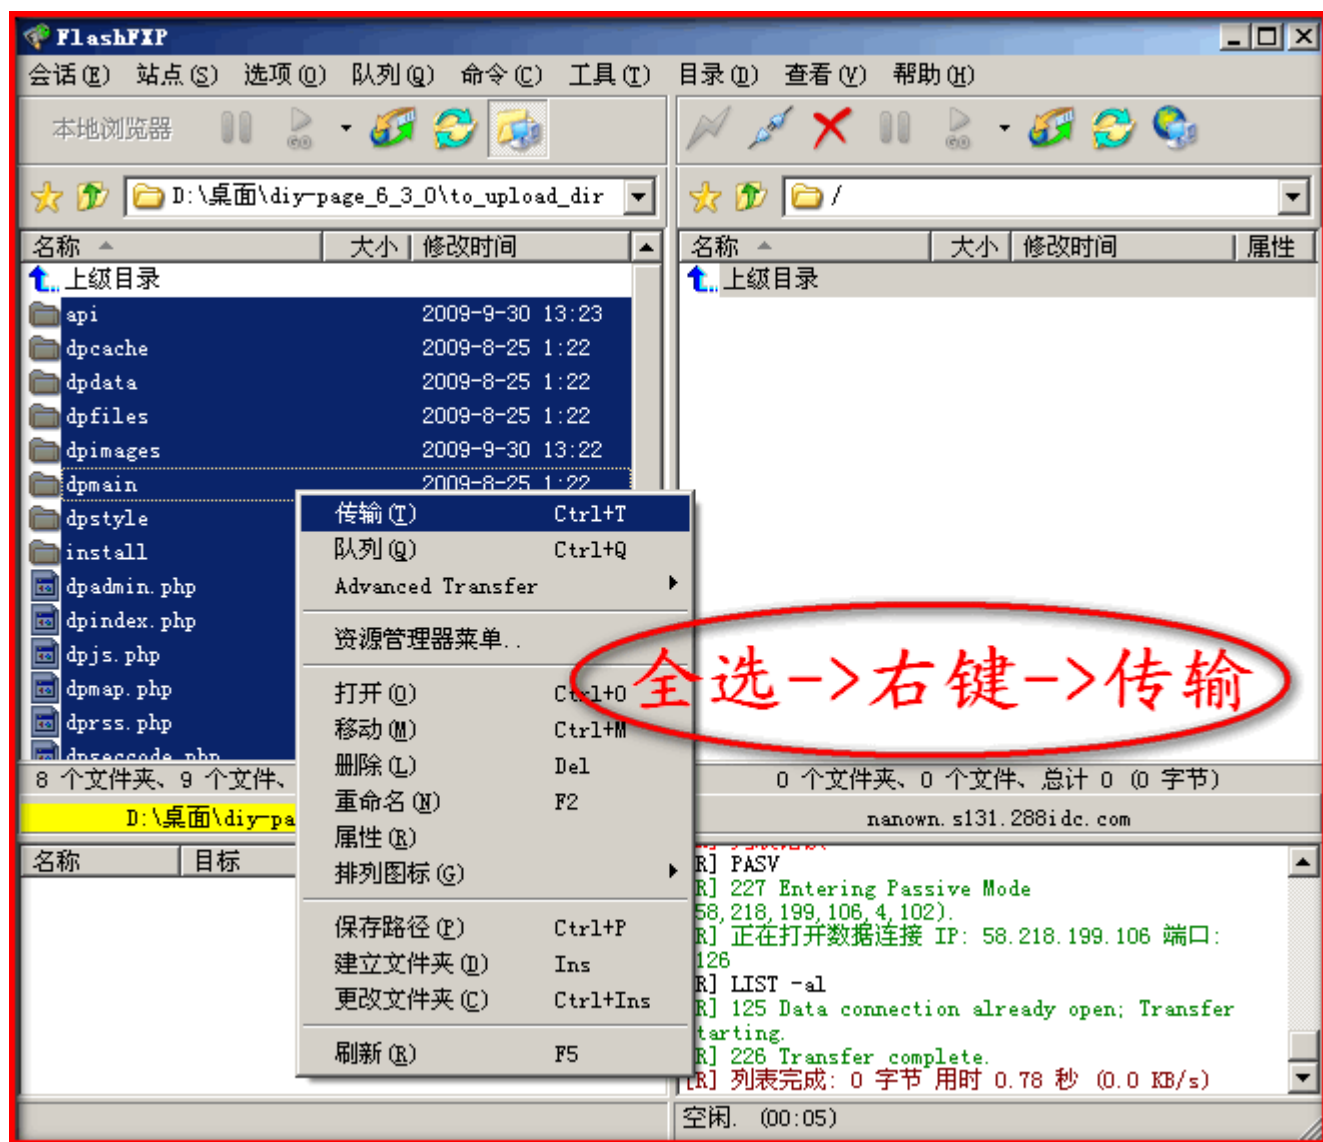 FlashFXP
会话(E) 站点(S) 选项(O) 队列(Q) 命令(C) 工具(T) 目录(D) 查看(V) 帮助(H)
本地浏览器
D:\桌面\diy-page_6_3_0\to_upload_dir
/
名称 大小 修改时间
名称 大小 修改时间 属性
上级目录
上级目录
api 2009-9-30 13:23
dpcache 2009-8-25 1:22
dpdata 2009-8-25 1:22
dpfiles 2009-8-25 1:22
dpimages 2009-9-30 13:22
dpmain 2009-8-25 1:22
dpstyle
install
dpadmin.php
dpindex.php
dpjs.php
dpmap.php
dprss.php
dpseccode.php
8 个文件夹、9 个文件、
D:\桌面\diy-pa
名称 目标
传输(T) Ctrl+T
队列(Q) Ctrl+Q
Advanced Transfer
资源管理器菜单..
打开(O) Ctrl+O
移动(M) Ctrl+M
删除(L) Del
重命名(N) F2
属性(R)
排列图标(G)
保存路径(P) Ctrl+P
建立文件夹(D) Ins
更改文件夹(C) Ctrl+Ins
刷新(R) F5
全选->右键->传输
0 个文件夹、0 个文件、总计 0 (0 字节)
nanown.s131.288idc.com
R] PASV
R] 227 Entering Passive Mode
58,218,199,106,4,102).
R] 正在打开数据连接 IP: 58.218.199.106 端口:
126
R] LIST -al
R] 125 Data connection already open; Transfer
tarting.
R] 226 Transfer complete.
[R] 列表完成: 0 字节 用时 0.78 秒 (0.0 KB/s)
空闲. (00:05)